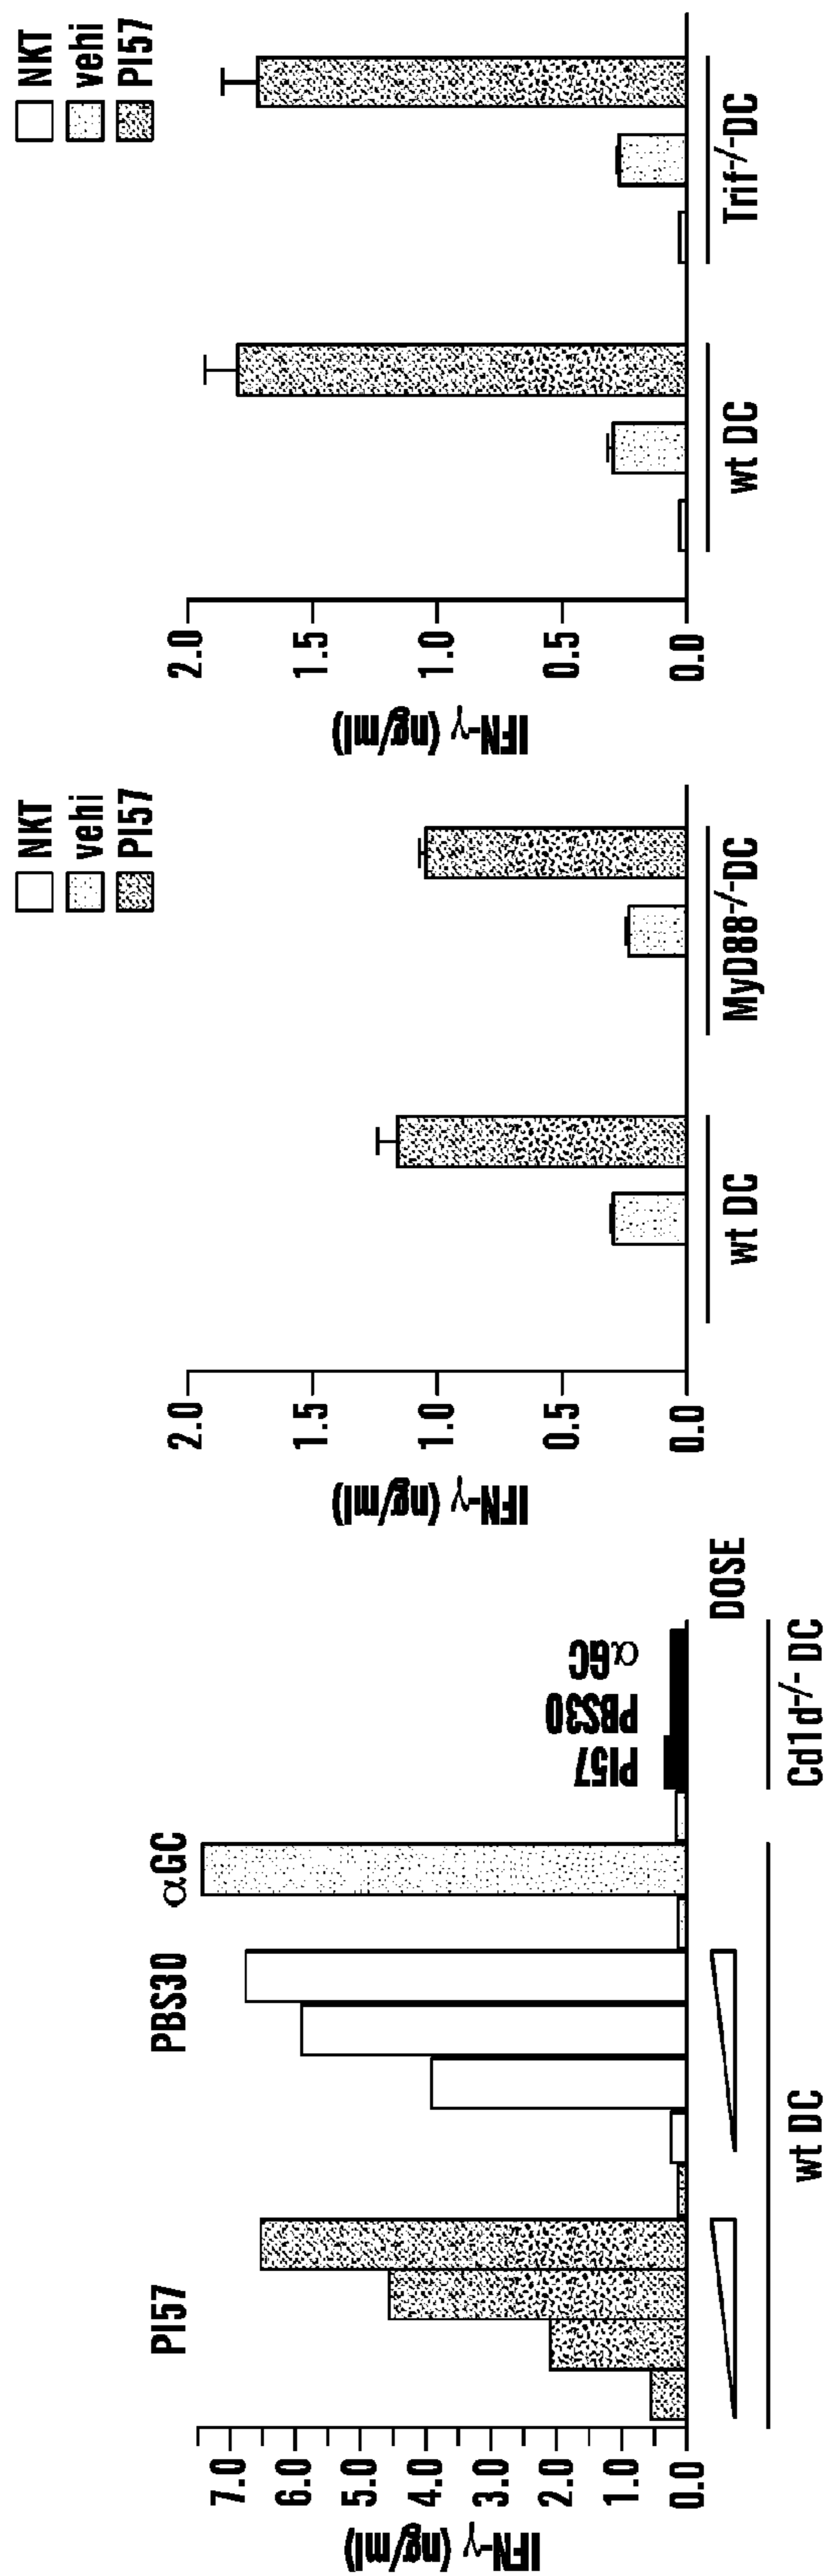 IFN-γ (ng/ml)
7.0
6.0
5.0
4.0
3.0
2.0
1.0
0.0
PI57
PBS30
αGC
PI57
PBS30
αGC
DOSE
wt DC
Cd1d-/- DC
IFN-γ (ng/ml)
2.0
1.5
1.0
0.5
0.0
NKT
vehi
PI57
wt DC
MyD88-/-DC
IFN-γ (ng/ml)
2.0
1.5
1.0
0.5
0.0
NKT
vehi
PI57
wt DC
Trif-/-DC